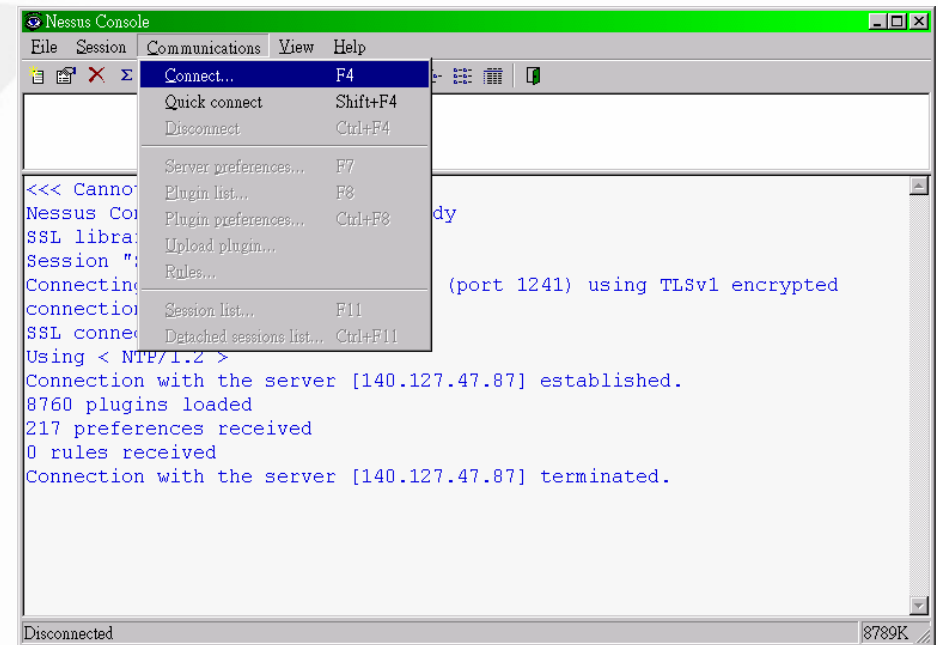 Nessus Console
File Session Communications View Help
Connect... F4
Quick connect Shift+F4
Disconnect Ctrl+F4
Server preferences... F7
Plugin list... F8
Plugin preferences... Ctrl+F8
Upload plugin...
Rules...
Session list... F11
Detached sessions list... Ctrl+F11
<<< Canno
Nessus Con dy
SSL libra
Session "
Connecting (port 1241) using TLSv1 encrypted
connection
SSL conne
Using < NTP/1.2 >
Connection with the server [140.127.47.87] established.
8760 plugins loaded
217 preferences received
0 rules received
Connection with the server [140.127.47.87] terminated.
Disconnected 8789K